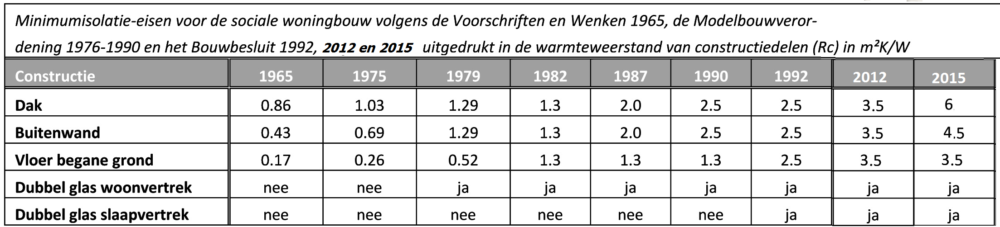 Minimumisolatie-eisen voor de sociale woningbouw volgens de Voorschriften en Wenken 1965, de Modelbouwveror-
dening 1976-1990 en het Bouwbesluit 1992, 2012 en 2015 uitgedrukt in de warmteweerstand van constructiedelen (Rc) in m²K/W
Constructie 1965 1975 1979 1982 1987 1990 1992 2012 2015
Dak 0.86 1.03 1.29 1.3 2.0 2.5 2.5 3.5 6.
Buitenwand 0.43 0.69 1.29 1.3 2.0 2.5 2.5 3.5 4.5
Vloer begane grond 0.17 0.26 0.52 1.3 1.3 1.3 2.5 3.5 3.5
Dubbel glas woonvertrek nee nee ja ja ja ja ja ja ja
Dubbel glas slaapvertrek nee nee nee nee nee nee ja ja ja